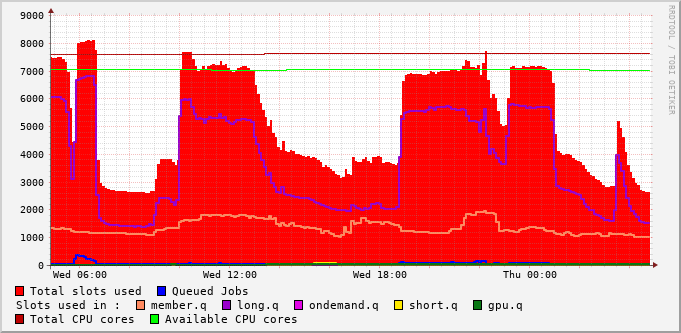 9000
8000
7000
6000
5000
4000
3000
2000
1000
0
Wed 06:00 Wed 12:00 Wed 18:00 Thu 00:00
RRDTOOL / TOBI OETIKER
Total slots used Queued Jobs
Slots used in : member.q long.q ondemand.q short.q gpu.q
Total CPU cores Available CPU cores